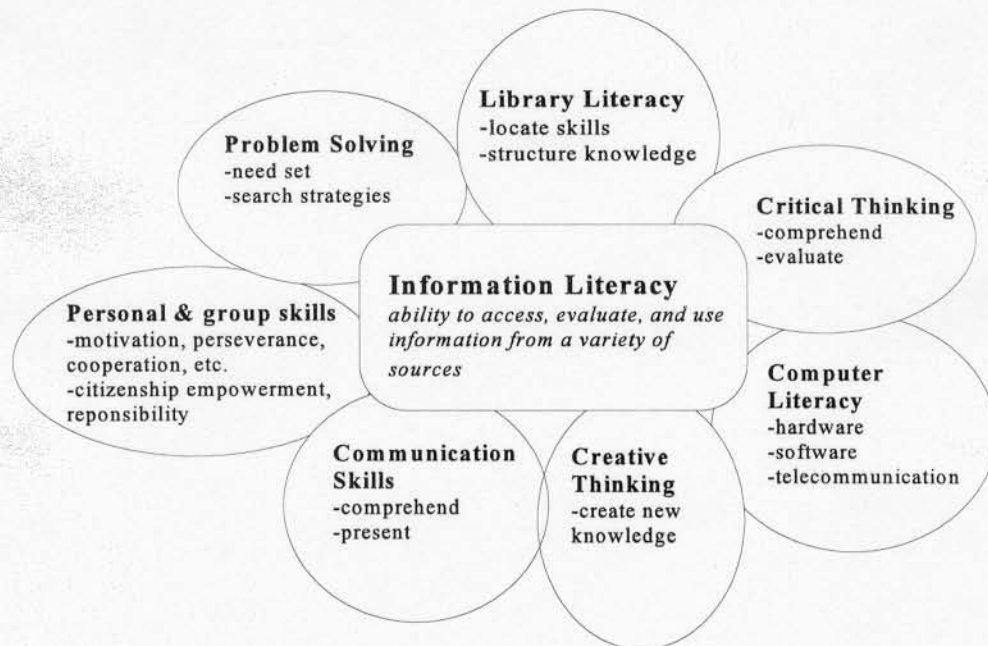 Library Literacy
-locate skills
-structure knowledge
Problem Solving
-need set
-search strategies
Critical Thinking
-comprehend
-evaluate
Information Literacy
ability to access, evaluate, and use
information from a variety of
sources
Personal & group skills
-motivation, perseverance,
cooperation, etc.
-citizenship empowerment,
reponsibility
Computer
Literacy
-hardware
-software
-telecommunication
Communication
Skills
-comprehend
-present
Creative
Thinking
-create new
knowledge